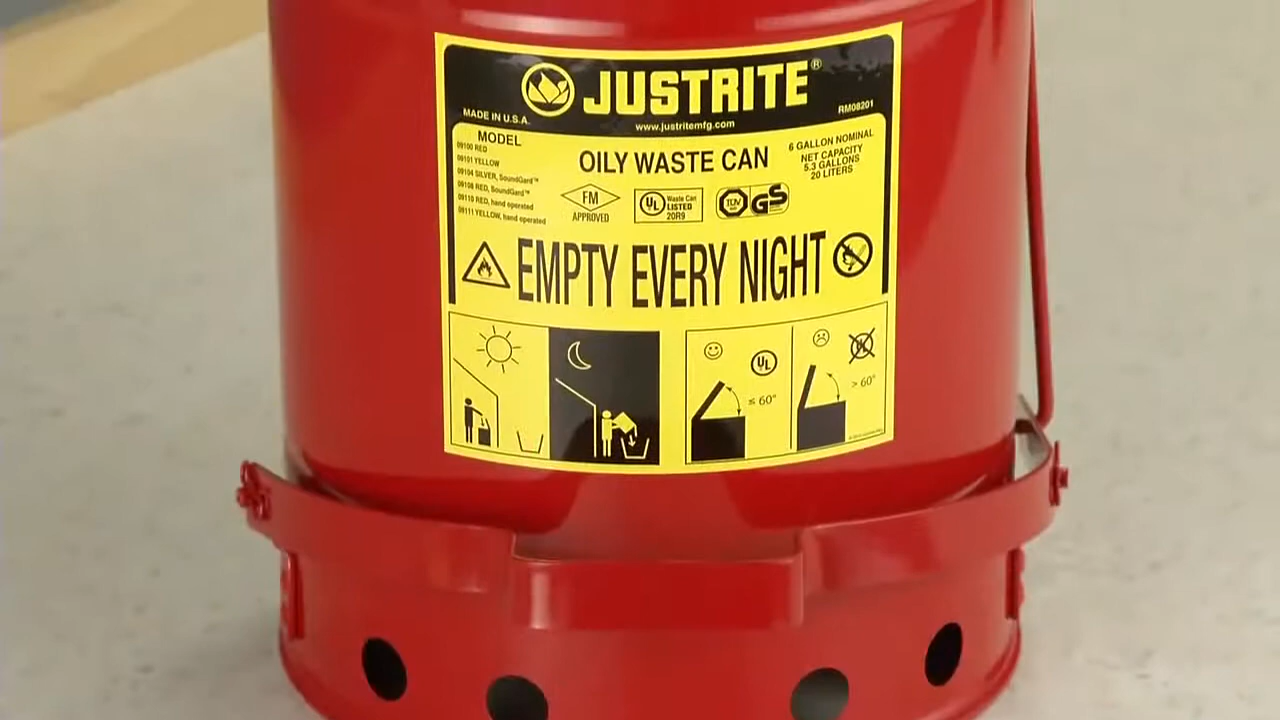 JUSTRITE®
MADE IN U.S.A.
RM08201
www.justritemfg.com
MODEL
09100 RED
09101 YELLOW
09104 SILVER, SoundGard™
09108 RED, SoundGard™
09110 RED, hand operated
09111 YELLOW, hand operated
OILY WASTE CAN
6 GALLON NOMINAL
NET CAPACITY
5.3 GALLONS
20 LITERS
FM
APPROVED
UL
Waste Can
LISTED
20R9
TUV
GS
EMPTY EVERY NIGHT
UL
≤ 60°
UL
> 60°